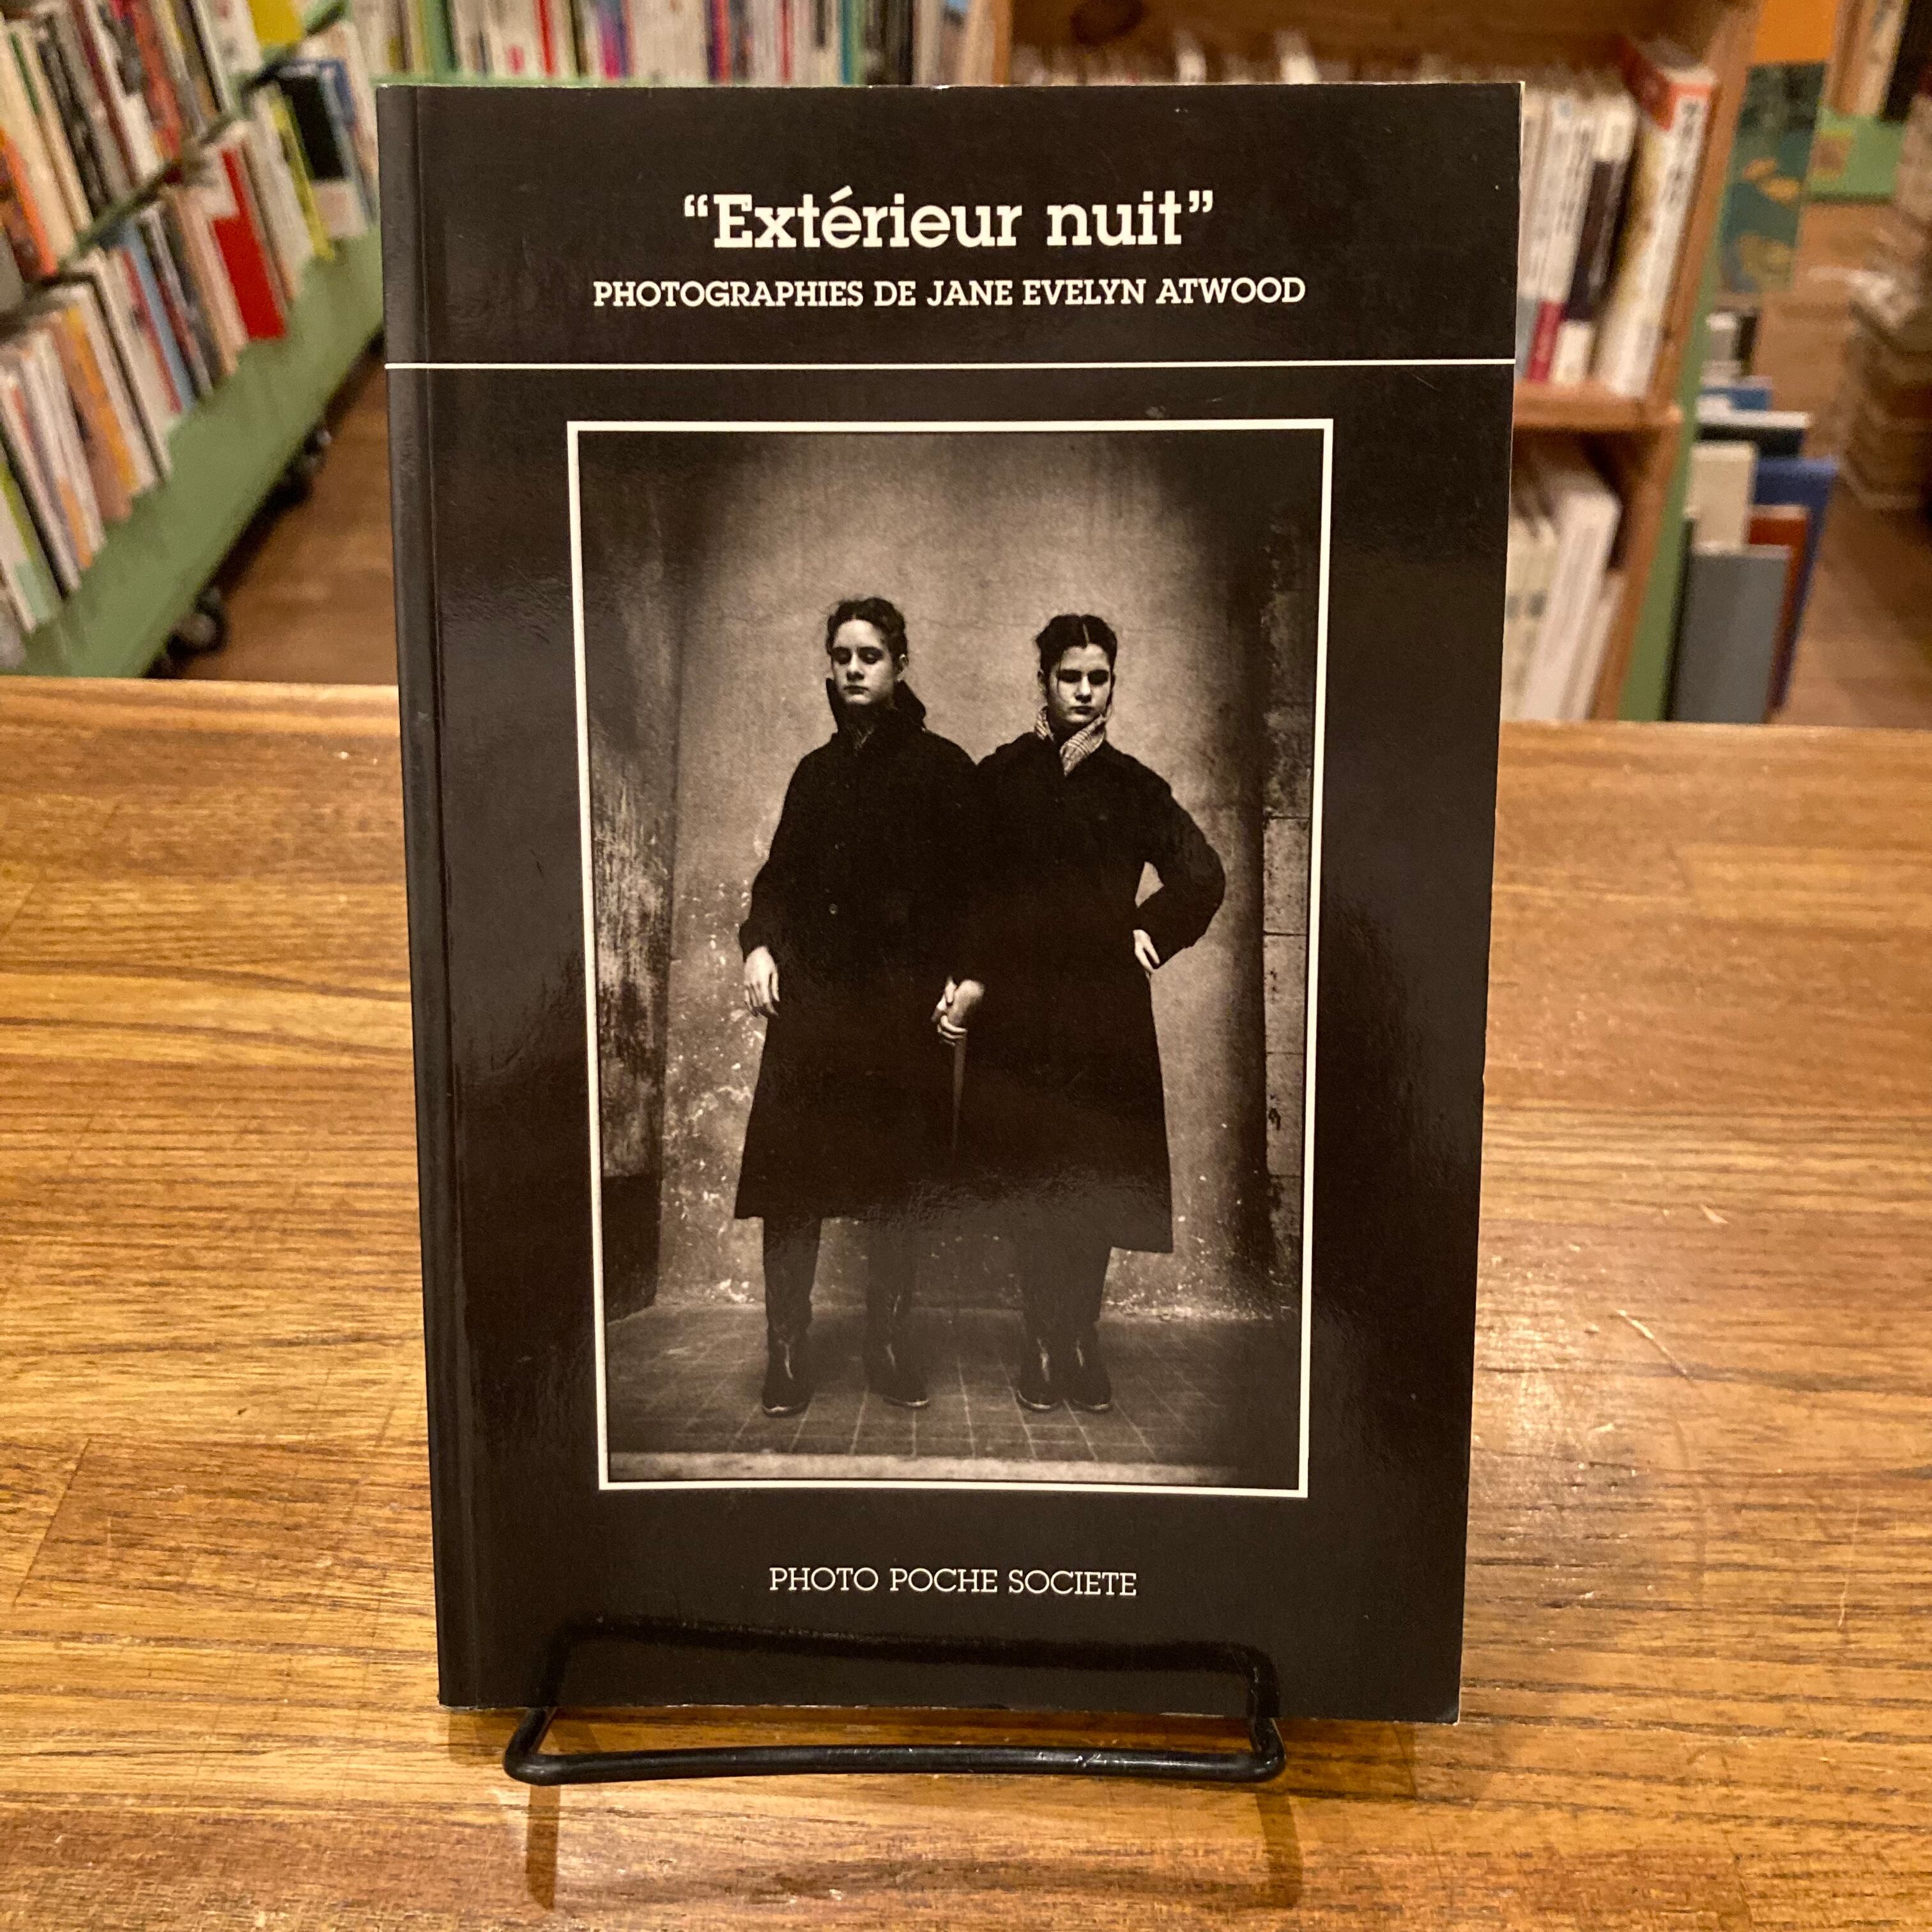 “Extérieur nuit”
PHOTOGRAPHIES DE JANE EVELYN ATWOOD
PHOTO POCHE SOCIETE